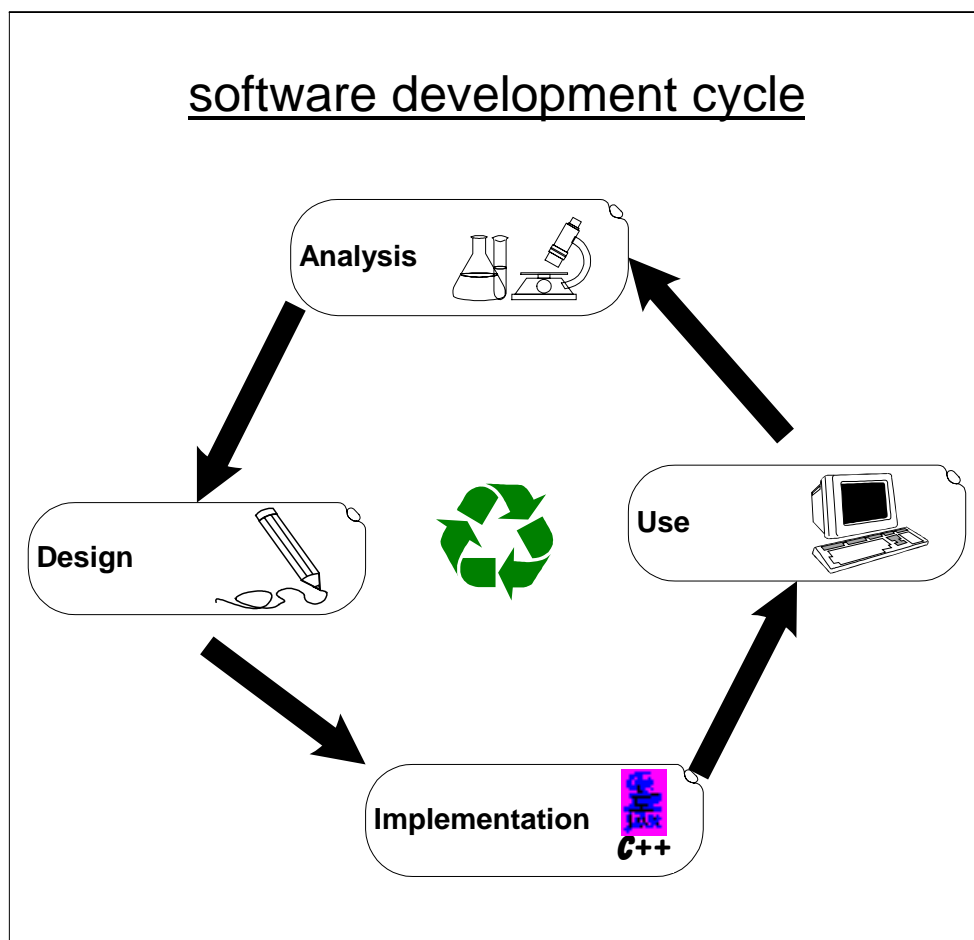 software development cycle
Analysis
Design
Use
Implementation
C++